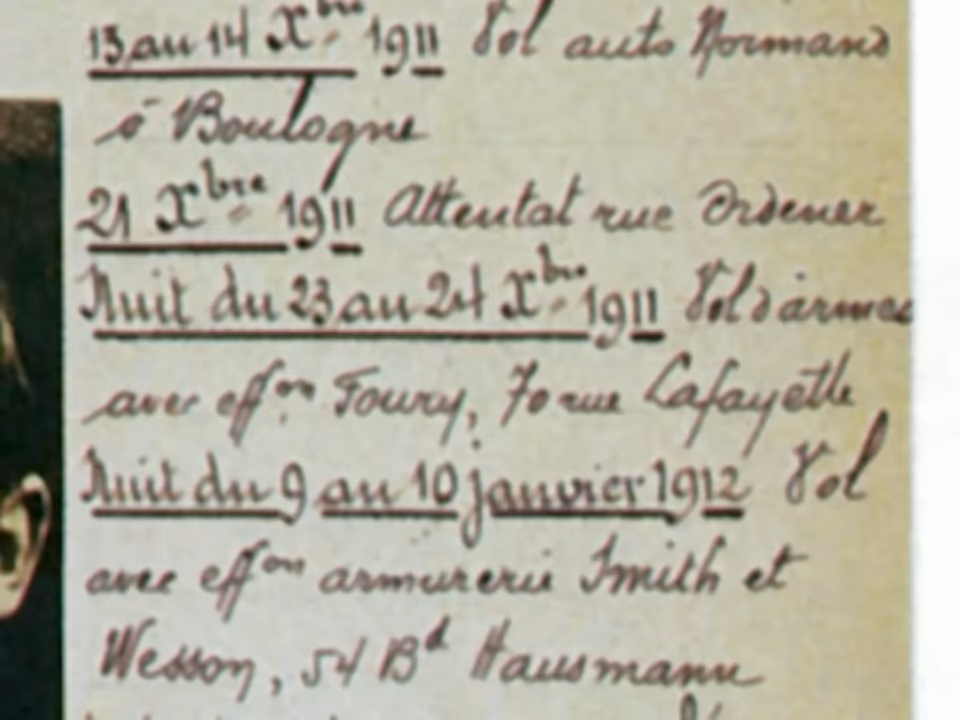 13 au 14 Xbre 1911 Vol auto Normand
à Boulogne
21 Xbre 1911 Attentat rue Ordener
Nuit du 23 au 24 Xbre 1911 Vol d'armes
avec effon Foury, 70 rue Lafayette
Nuit du 9 au 10 janvier 1912 Vol
avec effon armurerie Smith et
Wesson, 54 Bd Hausmann